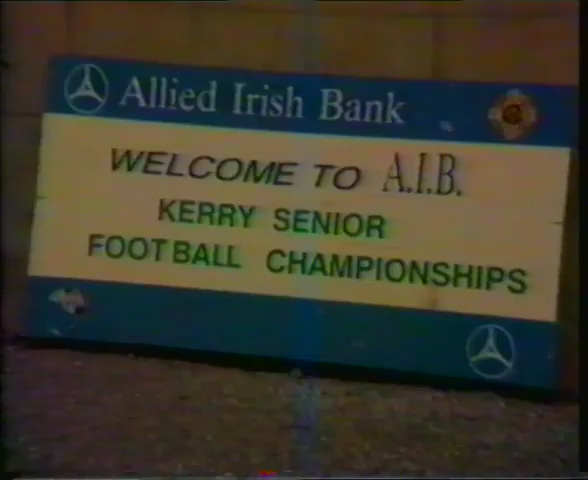 Allied Irish Bank
WELCOME TO A.I.B.
KERRY SENIOR
FOOTBALL CHAMPIONSHIPS